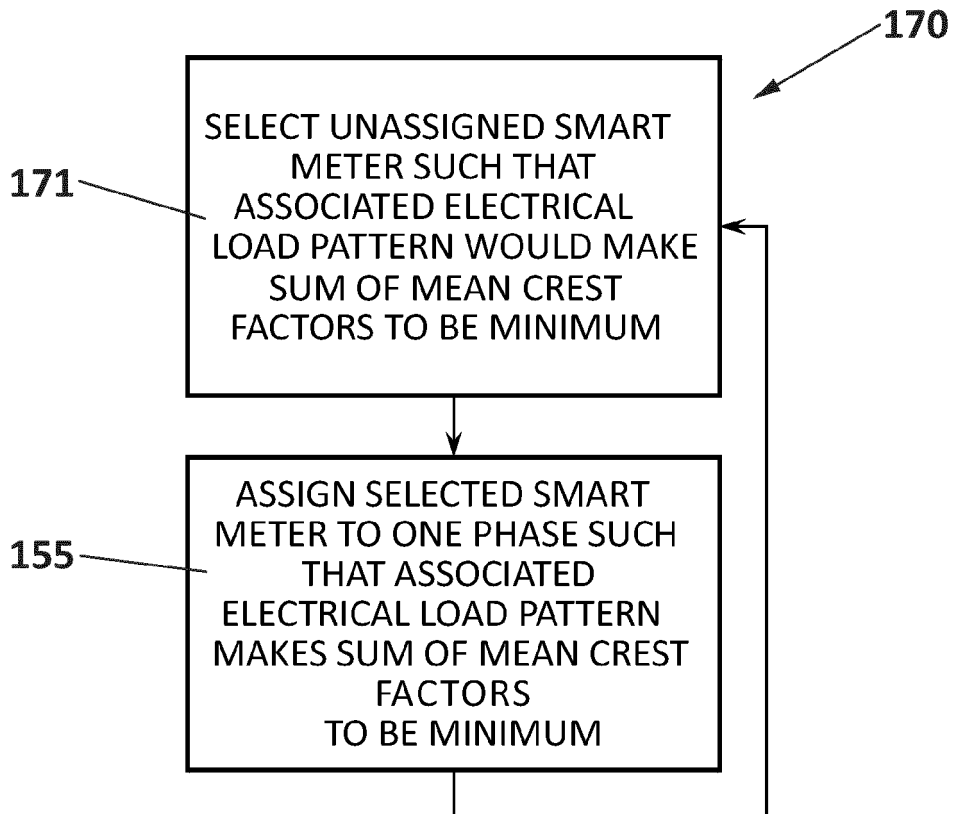 170
SELECT UNASSIGNED SMART
METER SUCH THAT
171
ASSOCIATED ELECTRICAL
LOAD PATTERN WOULD MAKE
SUM OF MEAN CREST
FACTORS TO BE MINIMUM
ASSIGN SELECTED SMART
METER TO ONE PHASE SUCH
155
THAT ASSOCIATED
ELECTRICAL LOAD PATTERN
MAKES SUM OF MEAN CREST
FACTORS
TO BE MINIMUM